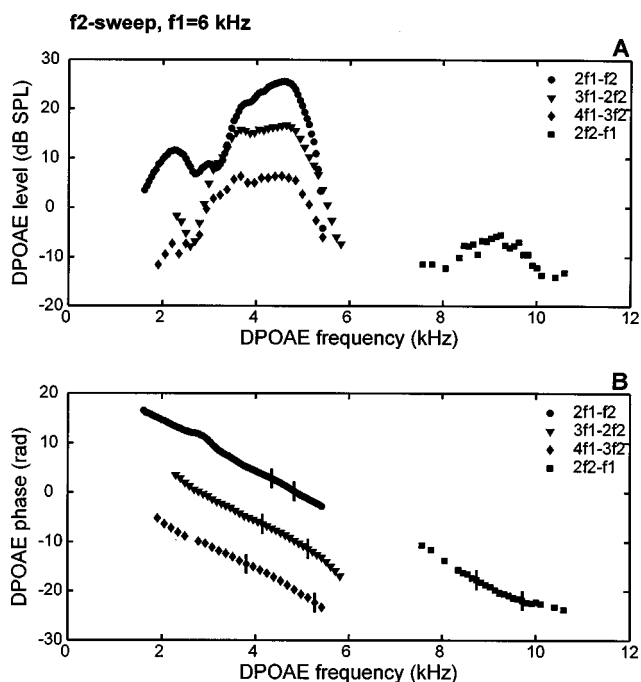 f2-sweep, f1=6 kHz
A
30
20
10
0
-10
-20
DPOAE level (dB SPL)
2f1-f2
3f1-2f2
4f1-3f2
2f2-f1
0 2 4 6 8 10 12
DPOAE frequency (kHz)
B
20
10
0
-10
-20
-30
DPOAE phase (rad)
2f1-f2
3f1-2f2
4f1-3f2
2f2-f1
0 2 4 6 8 10 12
DPOAE frequency (kHz)